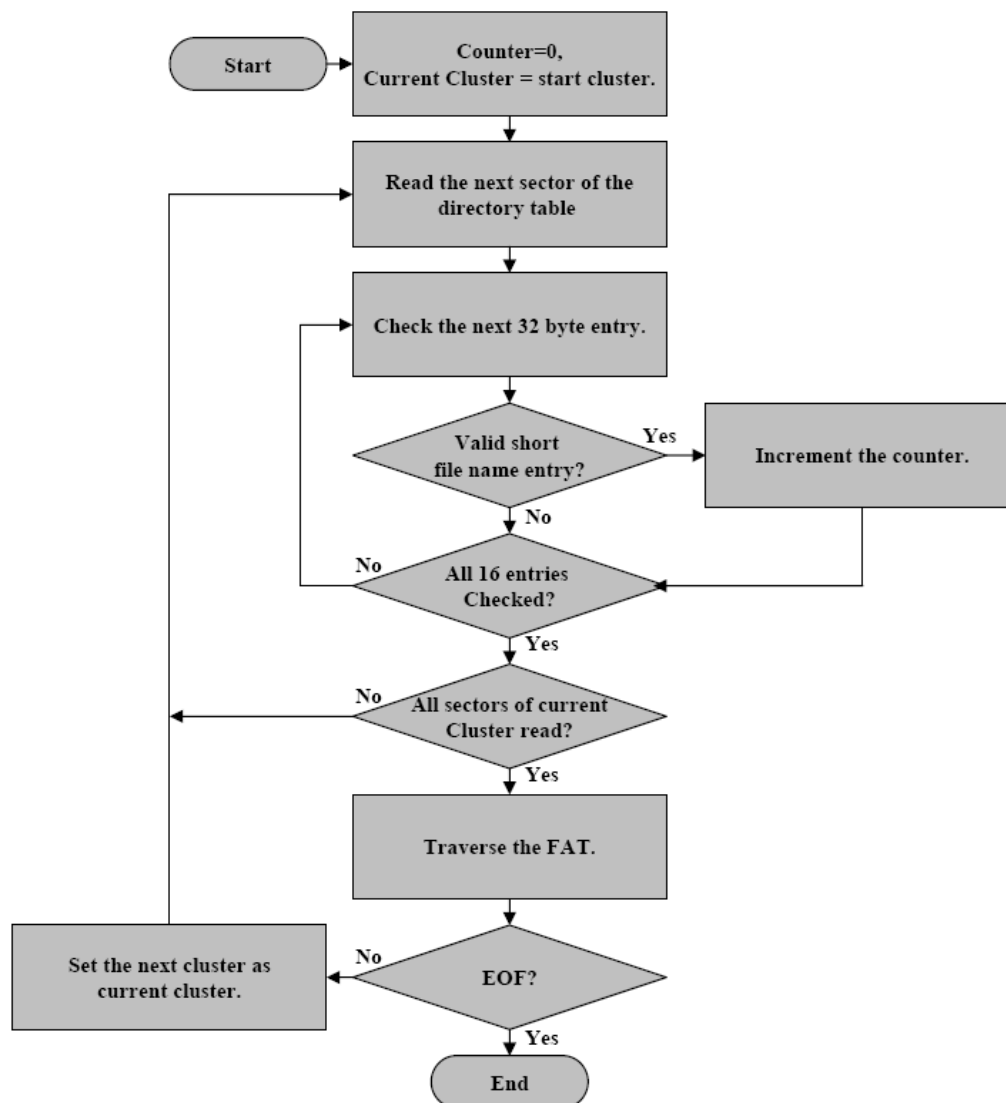 Start
Counter=0,
Current Cluster = start cluster.
Read the next sector of the
directory table
Check the next 32 byte entry.
Valid short
file name entry?
Yes
Increment the counter.
No
No
All 16 entries
Checked?
Yes
No
All sectors of current
Cluster read?
Yes
Traverse the FAT.
No
EOF?
Set the next cluster as
current cluster.
Yes
End